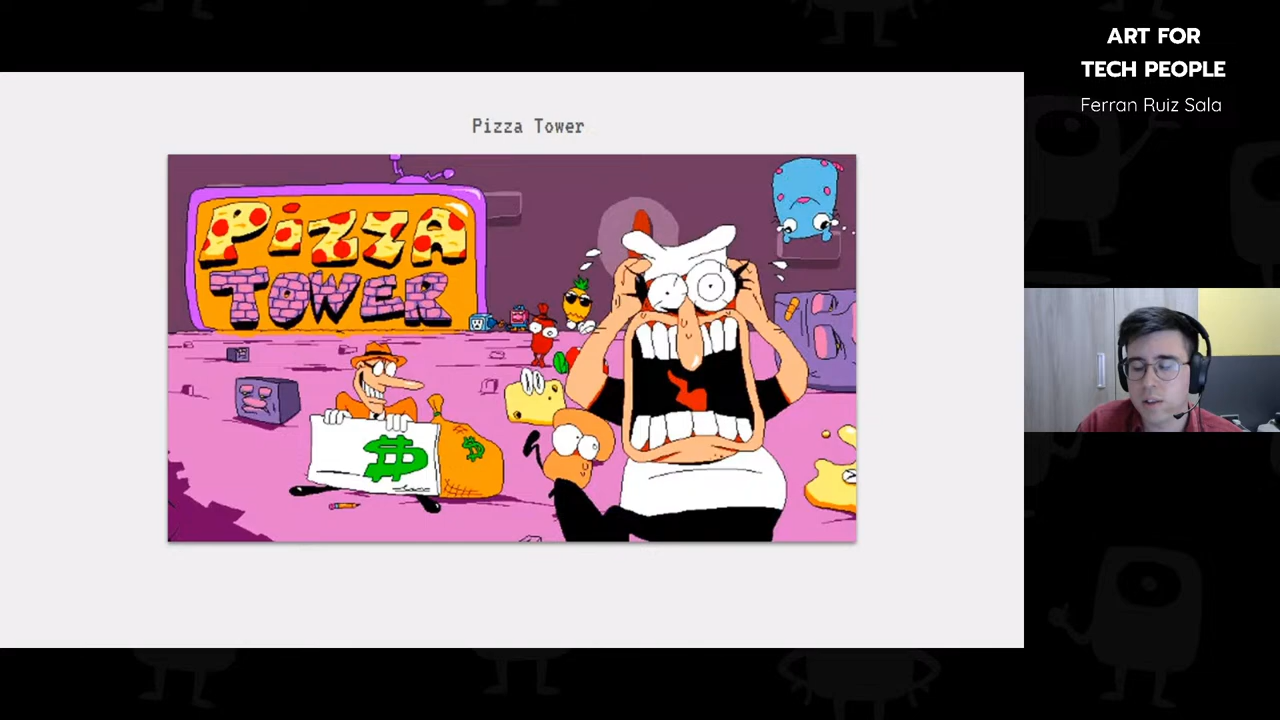 ART FOR
TECH PEOPLE
Ferran Ruiz Sala
Pizza Tower
PIZZA
TOWER
$
$